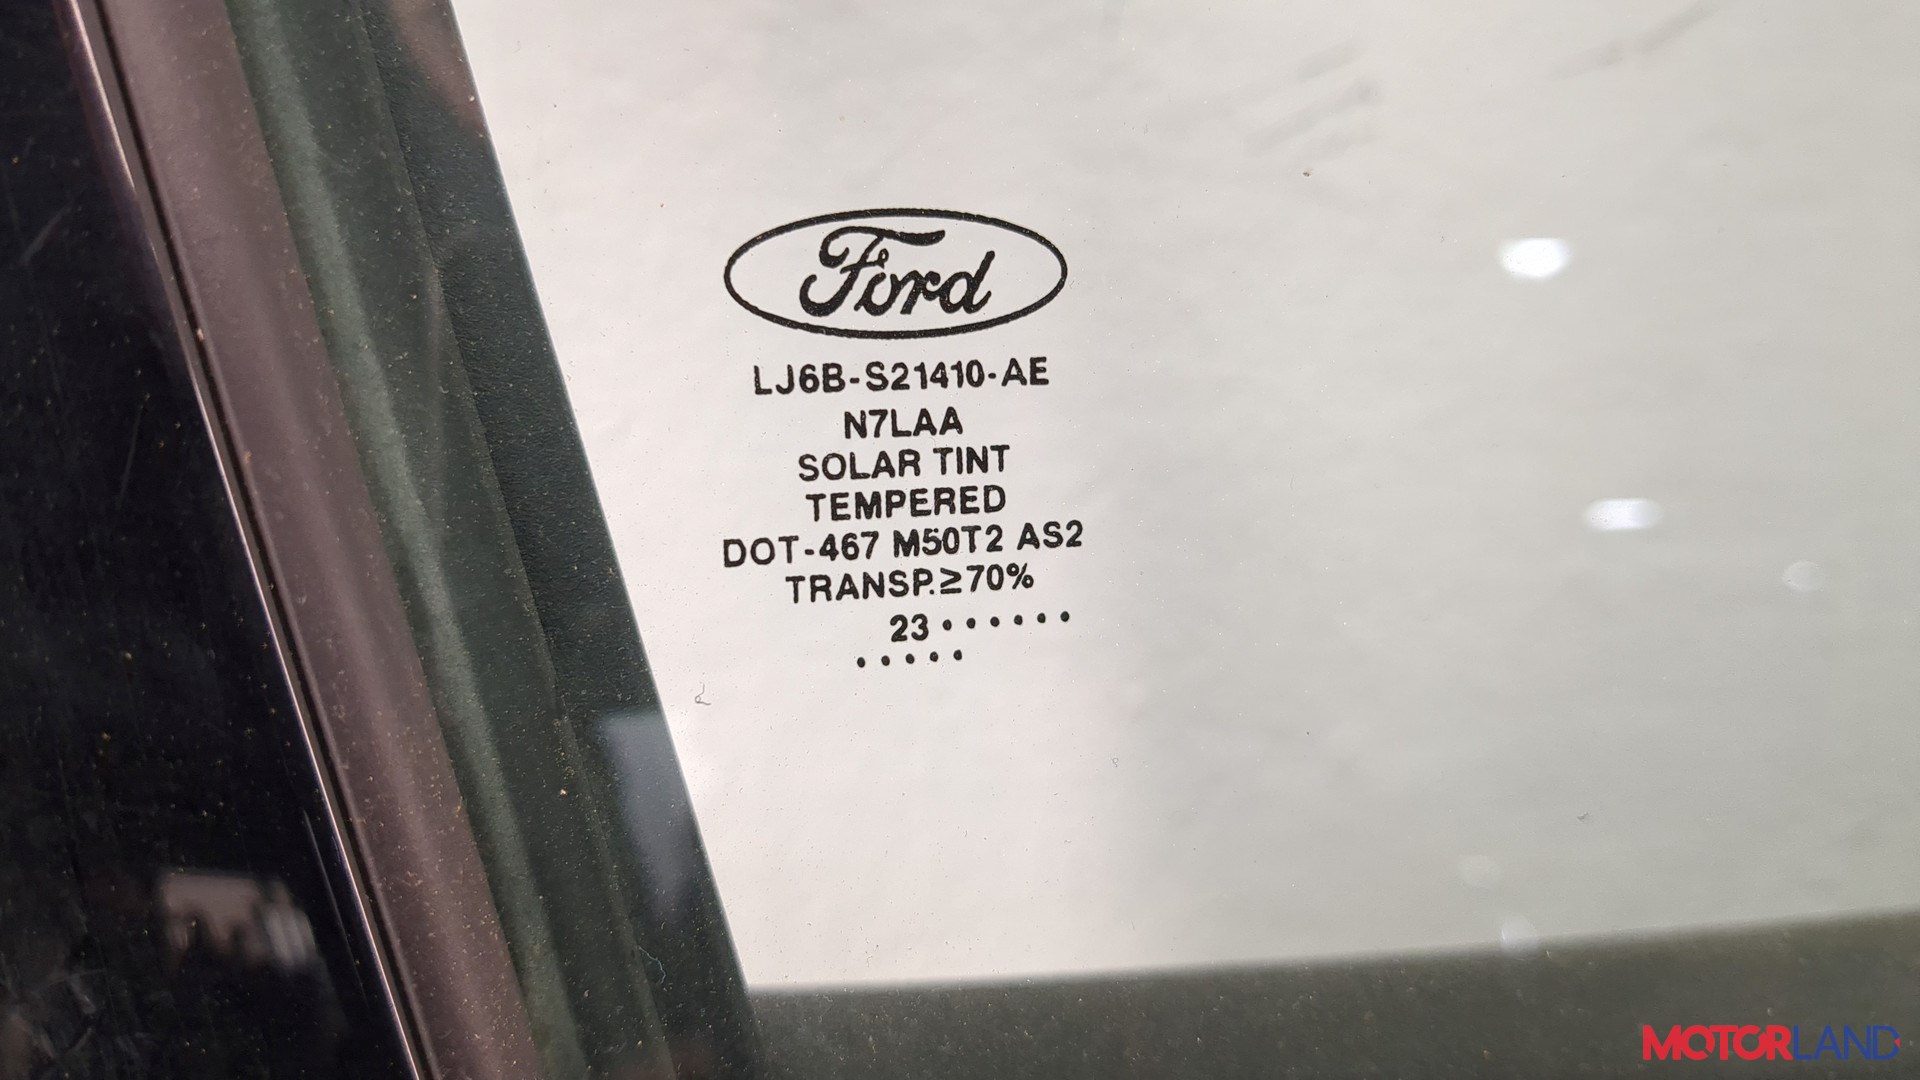 Ford
LJ6B-S21410-AE
N7LAA
SOLAR TINT
TEMPERED
DOT-467 M50T2 AS2
TRANSP.≥70%
23••••••
•••••
MOTORLAND